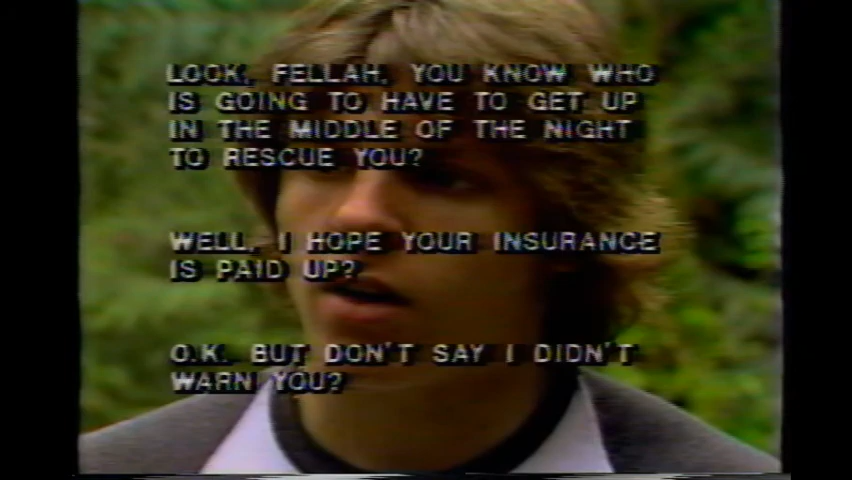 LOOK, FELLAH, YOU KNOW WHO
IS GOING TO HAVE TO GET UP
IN THE MIDDLE OF THE NIGHT
TO RESCUE YOU?
WELL, I HOPE YOUR INSURANCE
IS PAID UP?
O.K. BUT DON'T SAY I DIDN'T
WARN YOU?